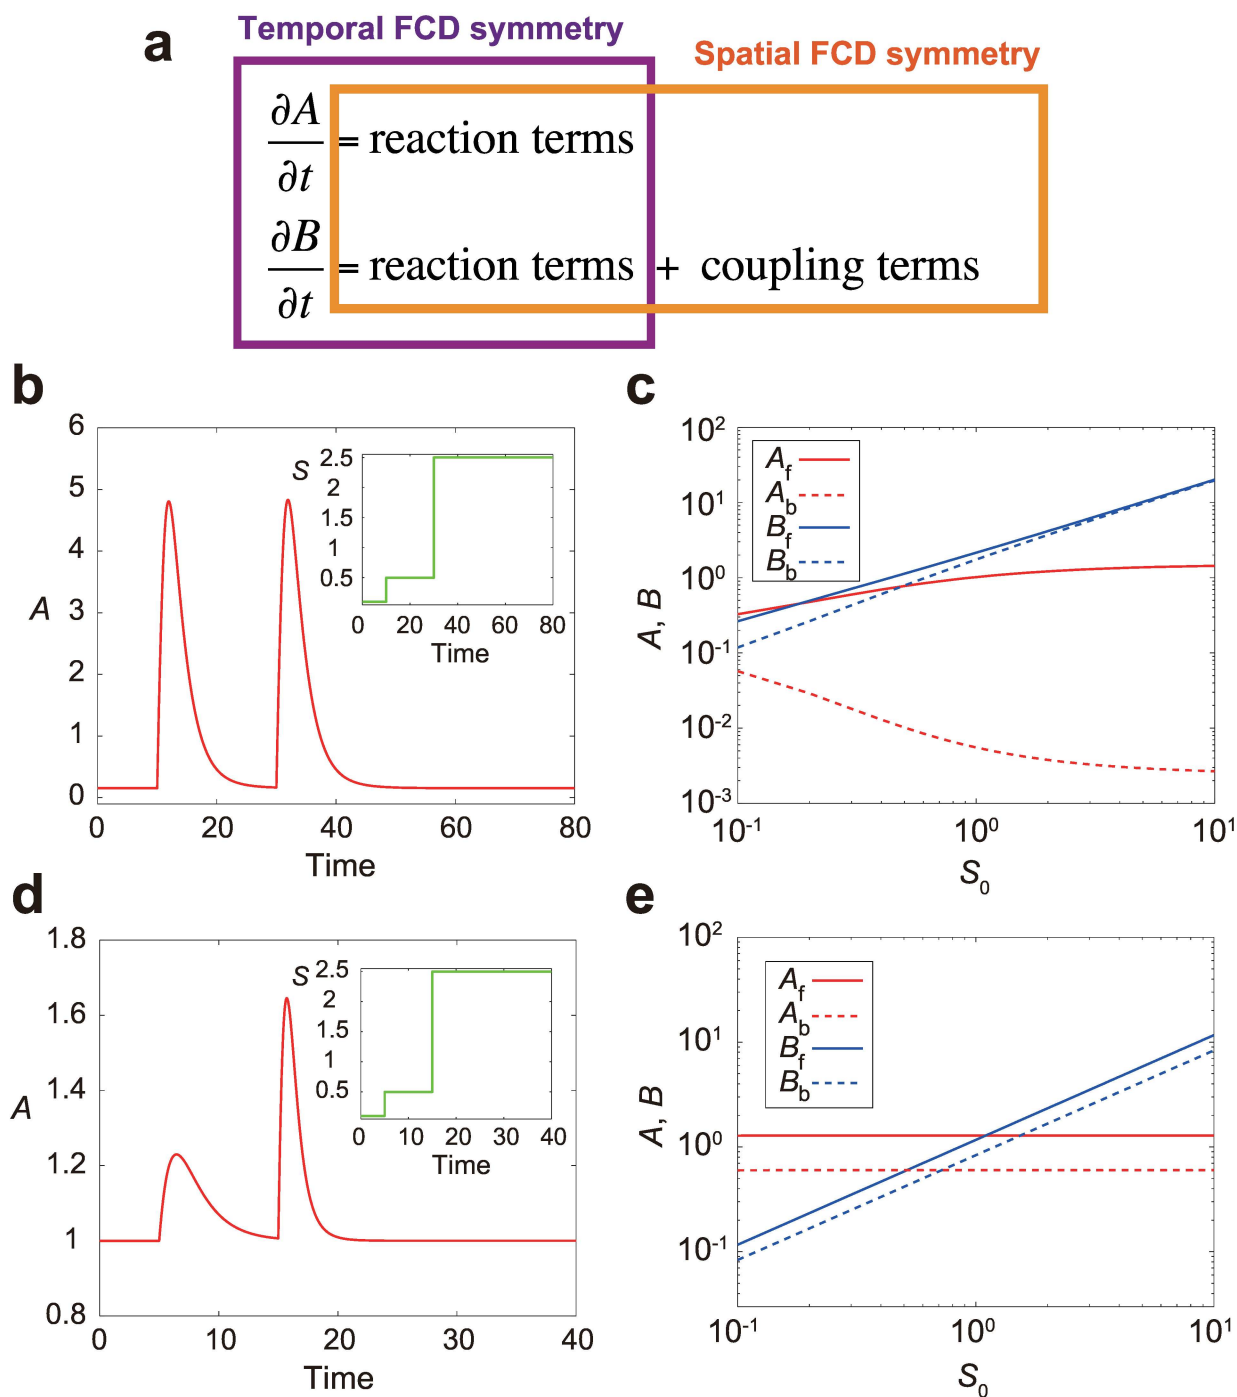 a
Temporal FCD symmetry
Spatial FCD symmetry
∂A/∂t = reaction terms
∂B/∂t = reaction terms + coupling terms
b
6
5
4
3
2
1
0
A
0 20 40 60 80
Time
S
2.5
2
1.5
1
0.5
0 20 40 60 80
Time
c
10²
10¹
10⁰
10⁻¹
10⁻²
10⁻³
A, B
A_f
A_b
B_f
B_b
10⁻¹ 10⁰ 10¹
S₀
d
1.8
1.6
1.4
1.2
1
0.8
A
0 10 20 30 40
Time
S
2.5
2
1.5
1
0.5
0 10 20 30 40
Time
e
10²
10¹
10⁰
10⁻¹
A, B
A_f
A_b
B_f
B_b
10⁻¹ 10⁰ 10¹
S₀